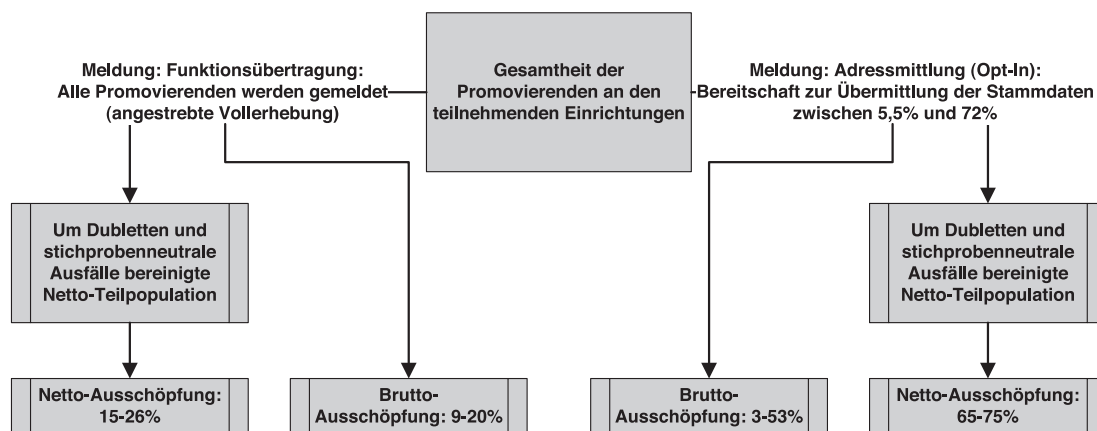 Meldung: Funktionsübertragung:
Alle Promovierenden werden gemeldet
(angestrebte Vollerhebung)
Gesamtheit der
Promovierenden an den
teilnehmenden Einrichtungen
Meldung: Adressmittlung (Opt-In):
Bereitschaft zur Übermittlung der Stammdaten
zwischen 5,5% und 72%
Um Dubletten und
stichprobenneutrale
Ausfälle bereinigte
Netto-Teilpopulation
Um Dubletten und
stichprobenneutrale
Ausfälle bereinigte
Netto-Teilpopulation
Netto-Ausschöpfung:
15-26%
Brutto-
Ausschöpfung: 9-20%
Brutto-
Ausschöpfung: 3-53%
Netto-Ausschöpfung:
65-75%